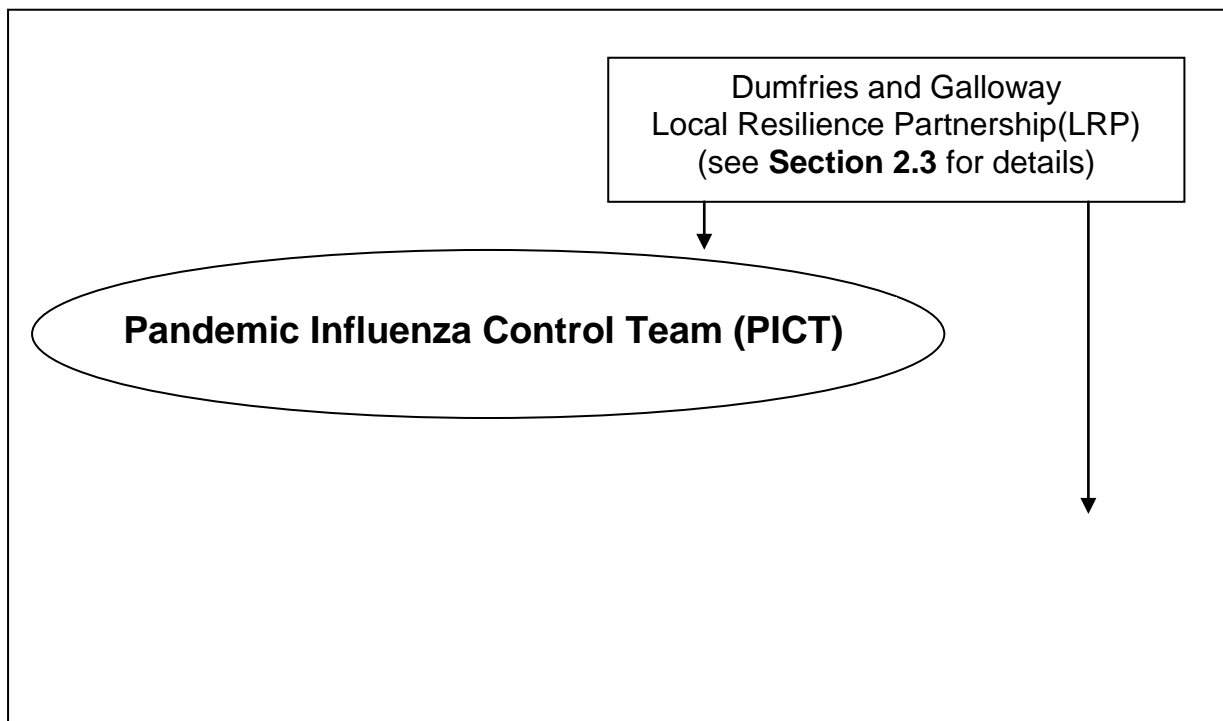 Dumfries and Galloway
Local Resilience Partnership(LRP)
(see Section 2.3 for details)
Pandemic Influenza Control Team (PICT)